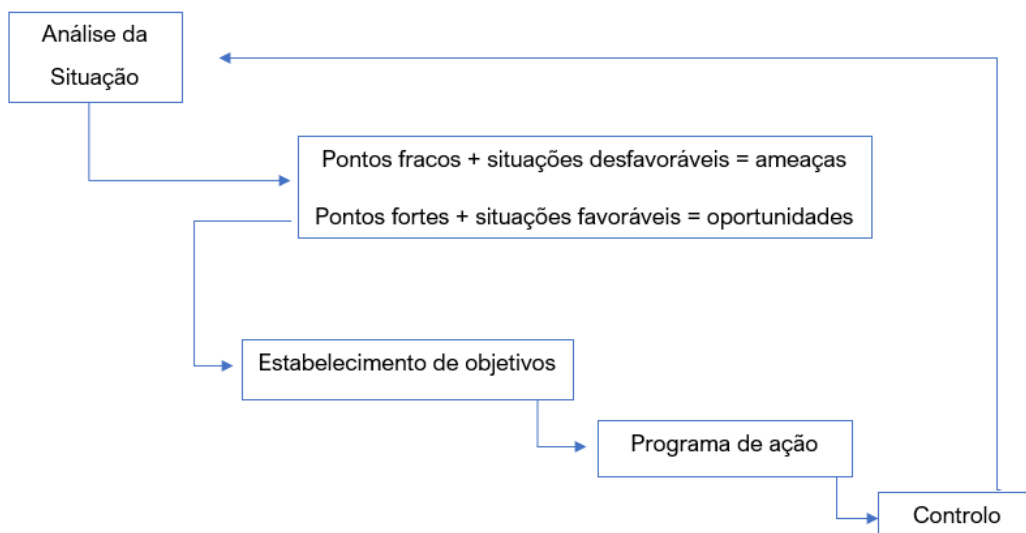 Análise da
Situação
Pontos fracos + situações desfavoráveis = ameaças
Pontos fortes + situações favoráveis = oportunidades
Estabelecimento de objetivos
Programa de ação
Controlo